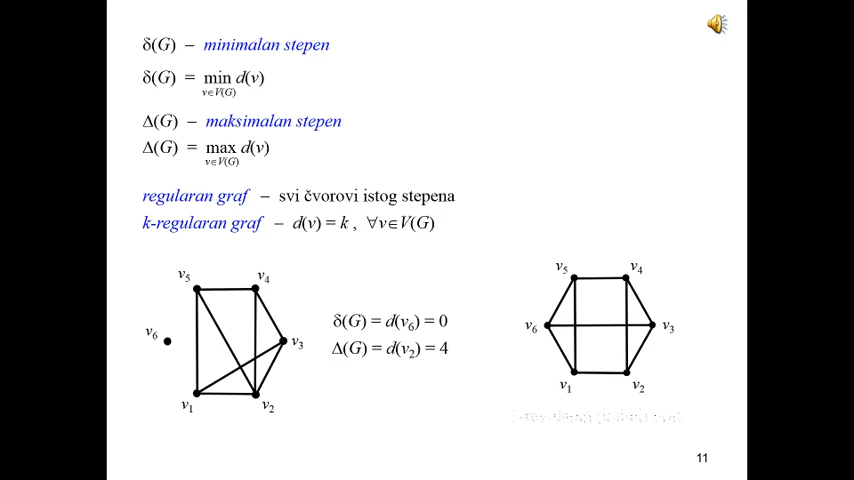 δ(G) – minimalan stepen
δ(G) = min d(v)
v∈V(G)
Δ(G) – maksimalan stepen
Δ(G) = max d(v)
v∈V(G)
regularan graf – svi čvorovi istog stepena
k-regularan graf – d(v) = k , ∀v∈V(G)
v5
v4
v6
v3
v1
v2
δ(G) = d(v6) = 0
Δ(G) = d(v2) = 4
v5
v4
v6
v3
v1
v2
11